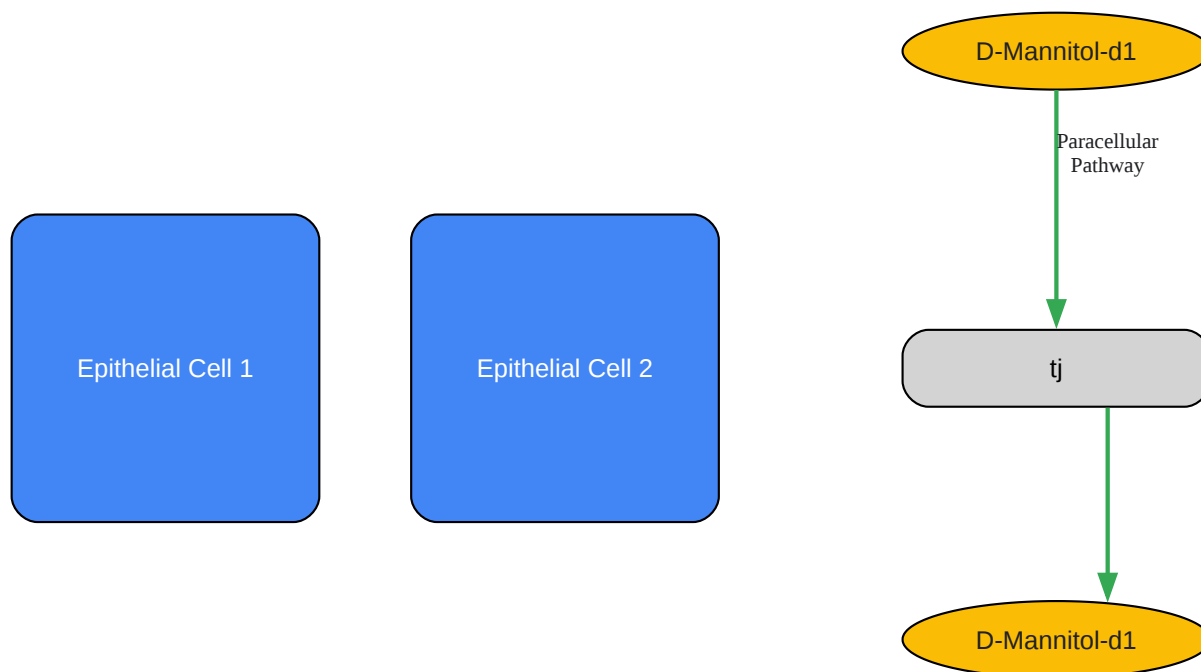 D-Mannitol-d1
Paracellular
Pathway
Epithelial Cell 1
Epithelial Cell 2
tj
D-Mannitol-d1